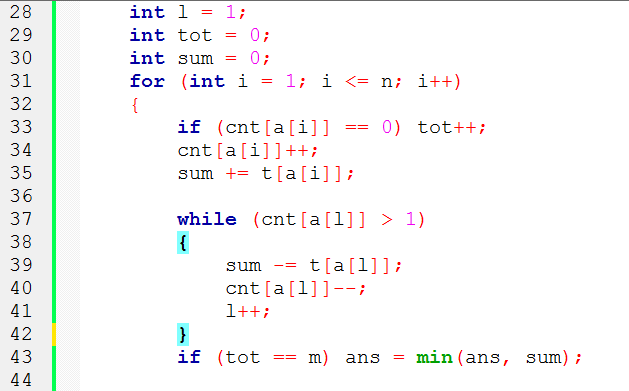 28 int l = 1;
29 int tot = 0;
30 int sum = 0;
31 for (int i = 1; i <= n; i++)
32 {
33 if (cnt[a[i]] == 0) tot++;
34 cnt[a[i]]++;
35 sum += t[a[i]];
36
37 while (cnt[a[l]] > 1)
38 {
39 sum -= t[a[l]];
40 cnt[a[l]]--;
41 l++;
42 }
43 if (tot == m) ans = min(ans, sum);
44